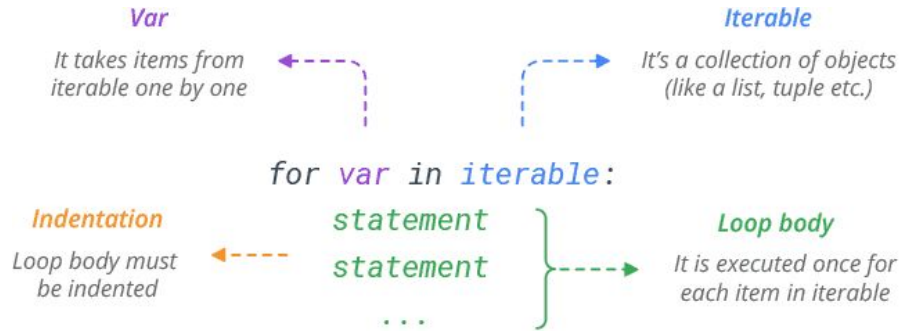 Var
It takes items from
iterable one by one
Iterable
It's a collection of objects
(like a list, tuple etc.)
for var in iterable:
statement
statement
...
Indentation
Loop body must
be indented
Loop body
It is executed once for
each item in iterable